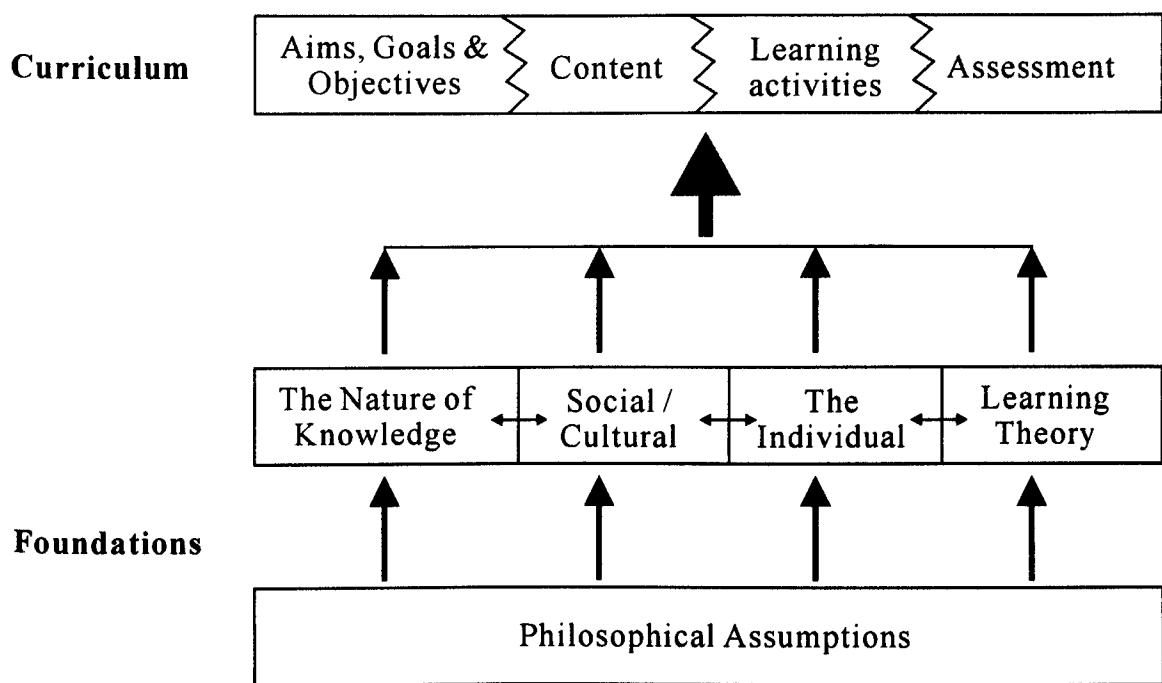 Curriculum
Aims, Goals &
Objectives
Content
Learning
activities
Assessment
The Nature of
Knowledge
Social /
Cultural
The
Individual
Learning
Theory
Foundations
Philosophical Assumptions